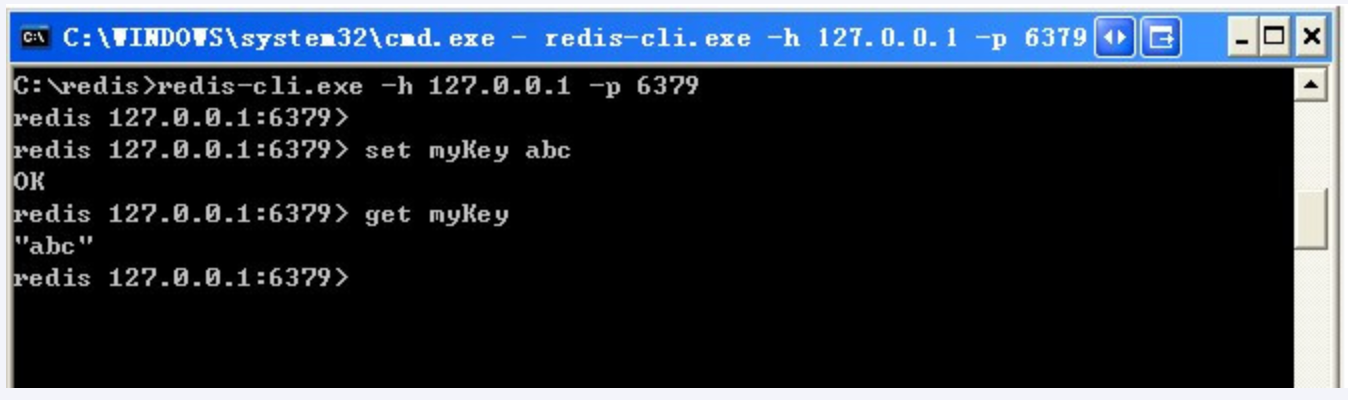 C:\WINDOWS\system32\cmd.exe - redis-cli.exe -h 127.0.0.1 -p 6379
C:\redis>redis-cli.exe -h 127.0.0.1 -p 6379
redis 127.0.0.1:6379>
redis 127.0.0.1:6379> set myKey abc
OK
redis 127.0.0.1:6379> get myKey
"abc"
redis 127.0.0.1:6379>